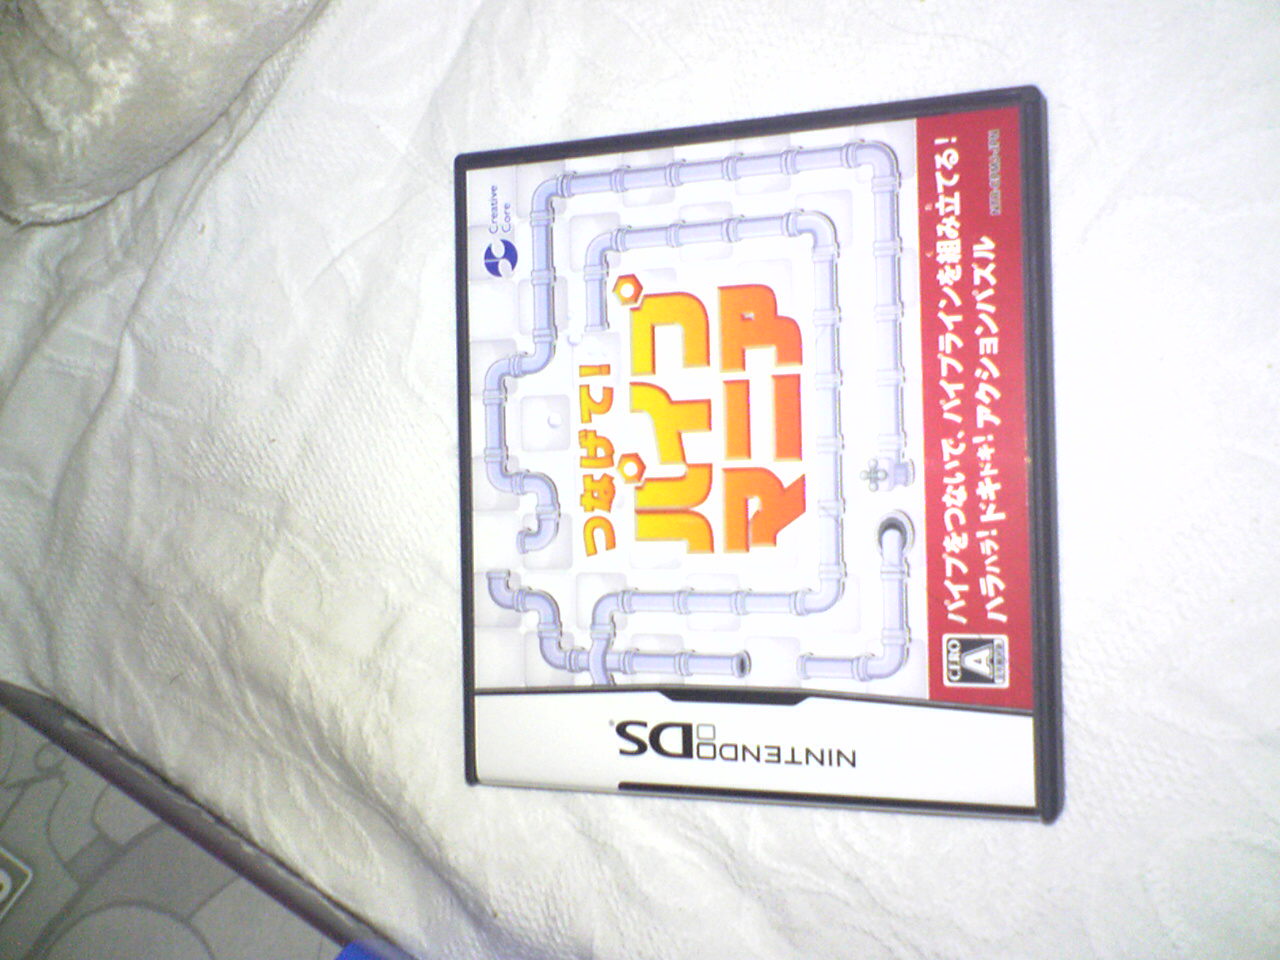 NINTENDO DS®
Creative
Core
つなげて!
パイプ
マニア
パイプをつないで、パイプラインを組み立てる!
ハラハラ!ドキドキ!アクションパズル
CERO
A